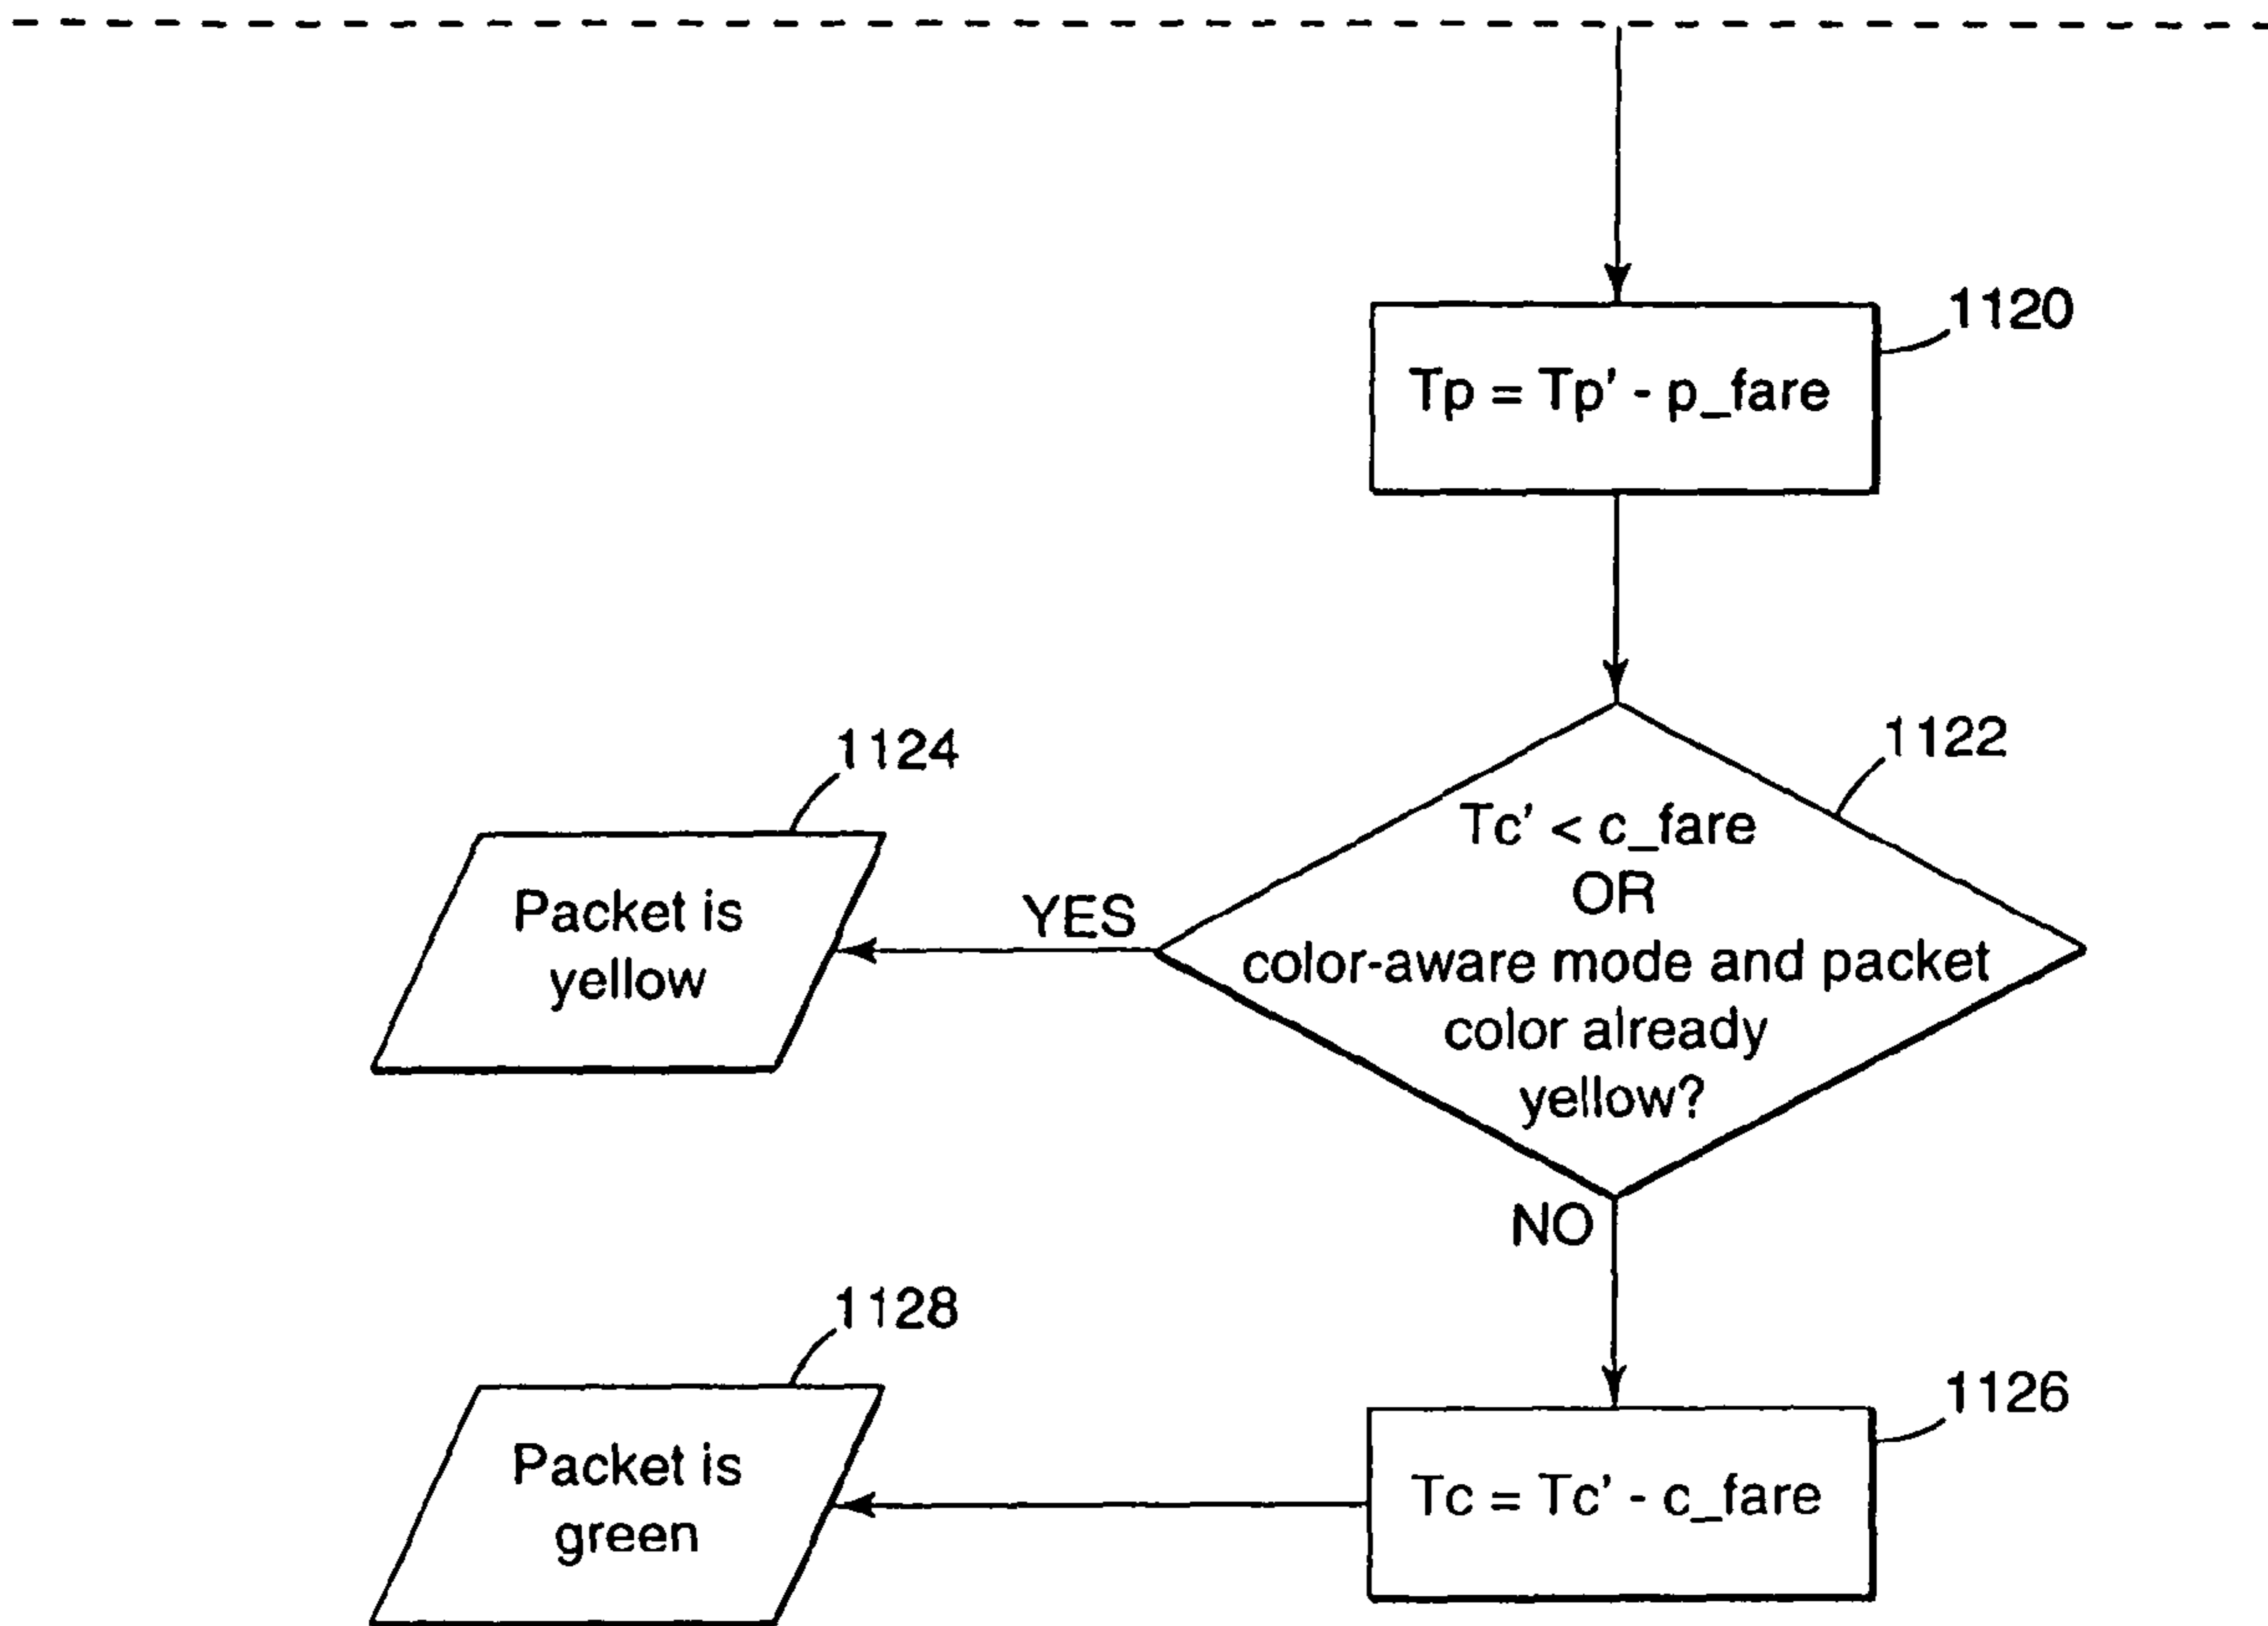 1120
Tp = Tp' - p_fare
1122
Tc' < c_fare
OR
color-aware mode and packet
color already
yellow?
YES
1124
Packet is
yellow
NO
1126
Tc = Tc' - c_fare
1128
Packet is
green